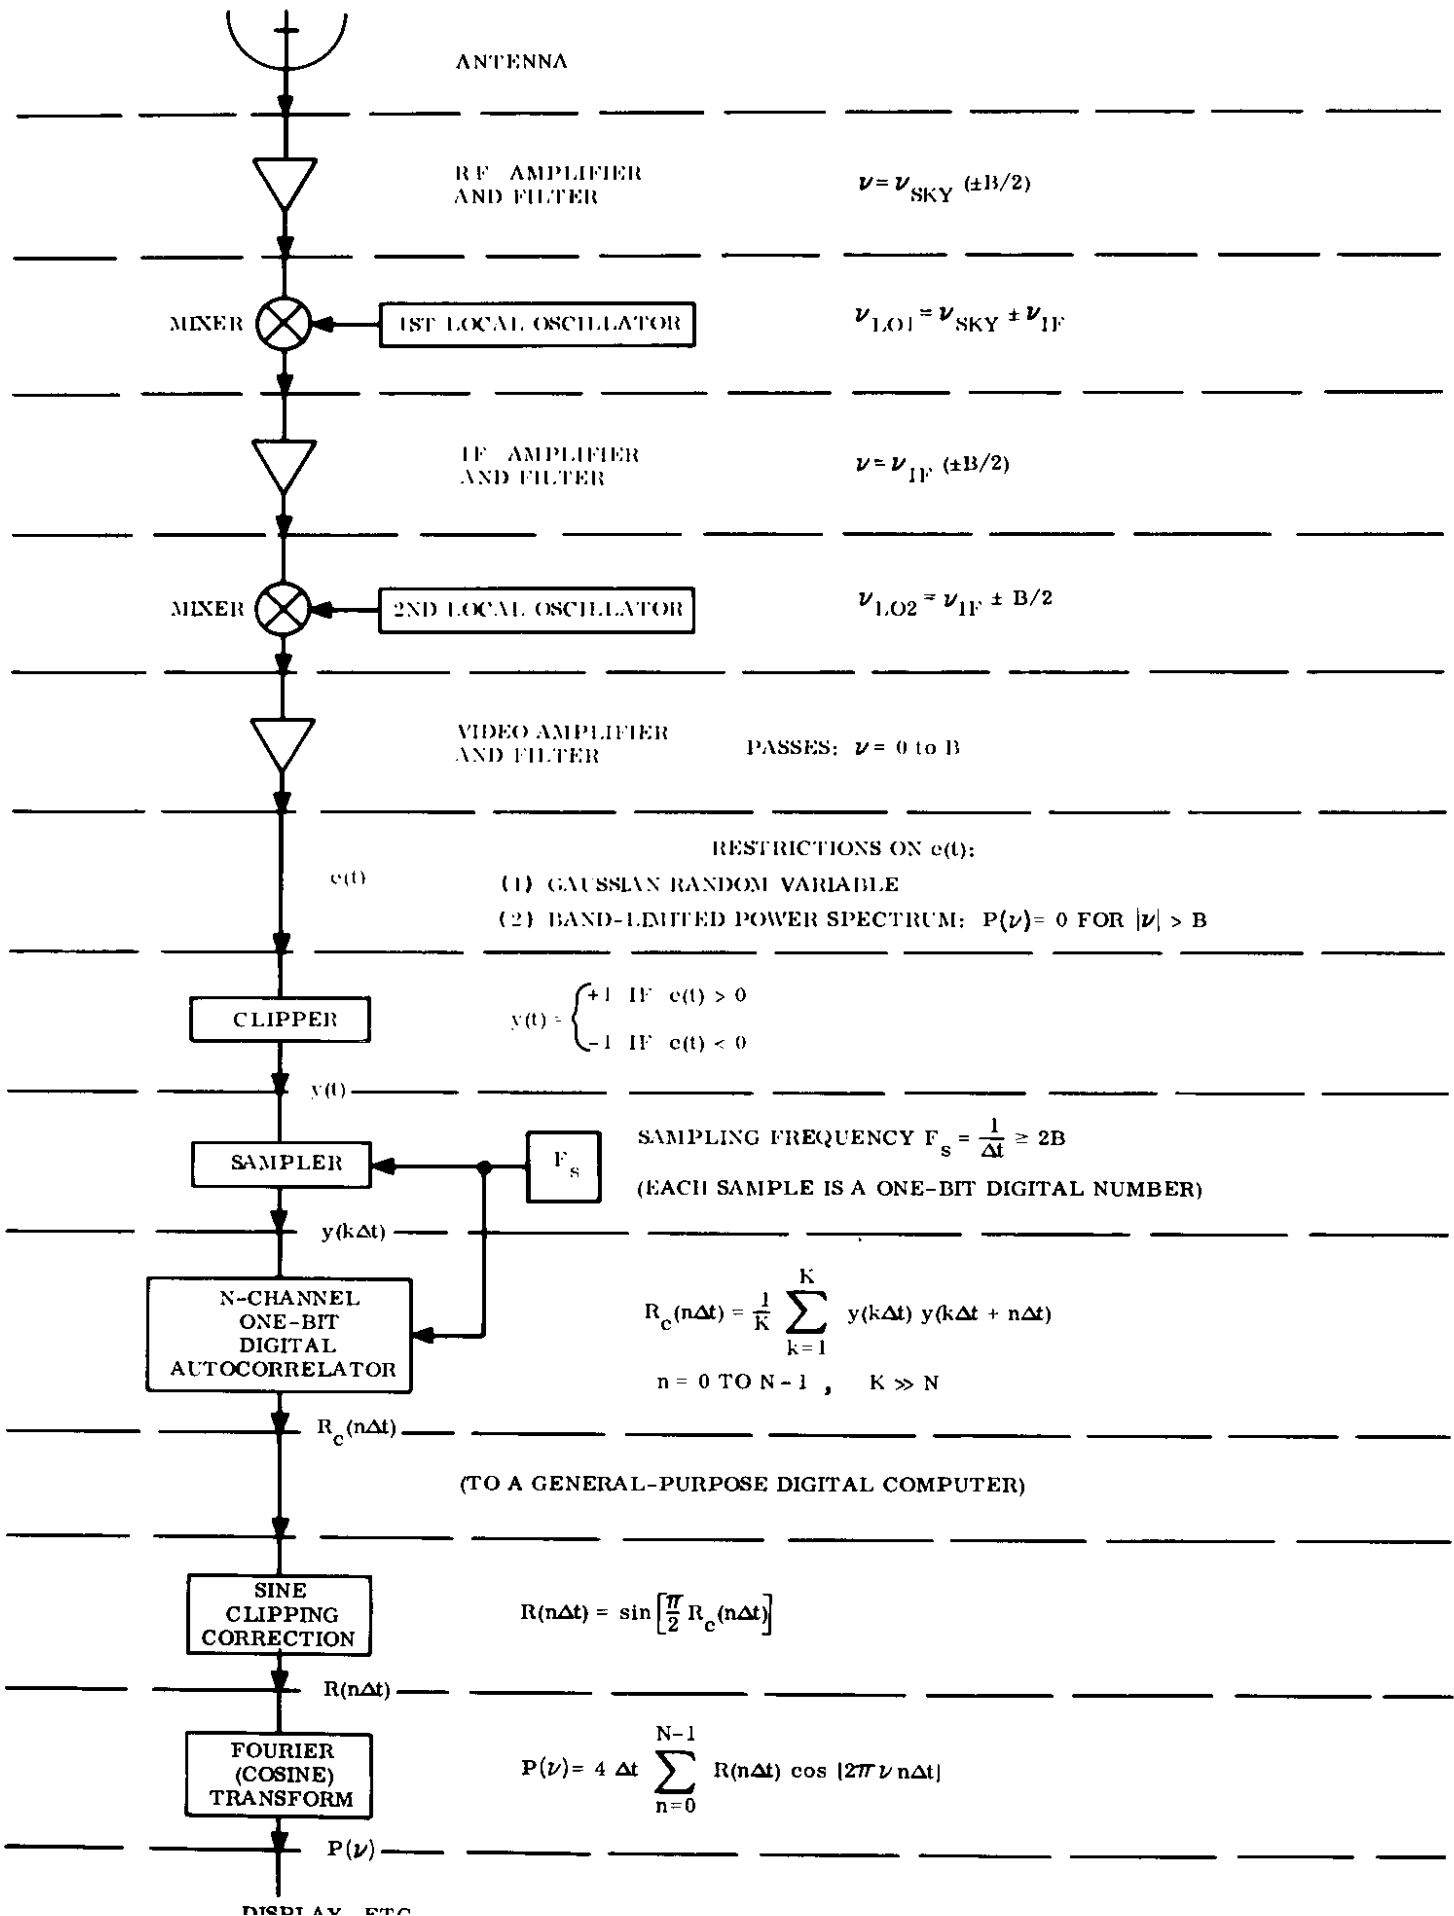 ANTENNA
RF AMPLIFIER
AND FILTER
ν = ν_SKY (±B/2)
MIXER
1ST LOCAL OSCILLATOR
ν_LO1 = ν_SKY ± ν_IF
IF AMPLIFIER
AND FILTER
ν = ν_IF (±B/2)
MIXER
2ND LOCAL OSCILLATOR
ν_LO2 = ν_IF ± B/2
VIDEO AMPLIFIER
AND FILTER
PASSES: ν = 0 to B
RESTRICTIONS ON e(t):
e(t)
(1) GAUSSIAN RANDOM VARIABLE
(2) BAND-LIMITED POWER SPECTRUM: P(ν) = 0 FOR |ν| > B
CLIPPER
y(t) = { +1 IF e(t) > 0
-1 IF e(t) < 0
y(t)
SAMPLER
F_s
SAMPLING FREQUENCY F_s = 1/Δt ≥ 2B
(EACH SAMPLE IS A ONE-BIT DIGITAL NUMBER)
y(kΔt)
N-CHANNEL
ONE-BIT
DIGITAL
AUTOCORRELATOR
R_c(nΔt) = 1/K ∑_{k=1}^{K} y(kΔt) y(kΔt + nΔt)
n = 0 TO N-1 , K ≫ N
R_c(nΔt)
(TO A GENERAL-PURPOSE DIGITAL COMPUTER)
SINE
CLIPPING
CORRECTION
R(nΔt) = sin [π/2 R_c(nΔt)]
R(nΔt)
FOURIER
(COSINE)
TRANSFORM
P(ν) = 4 Δt ∑_{n=0}^{N-1} R(nΔt) cos [2πν nΔt]
P(ν)
DISPLAY, ETC.